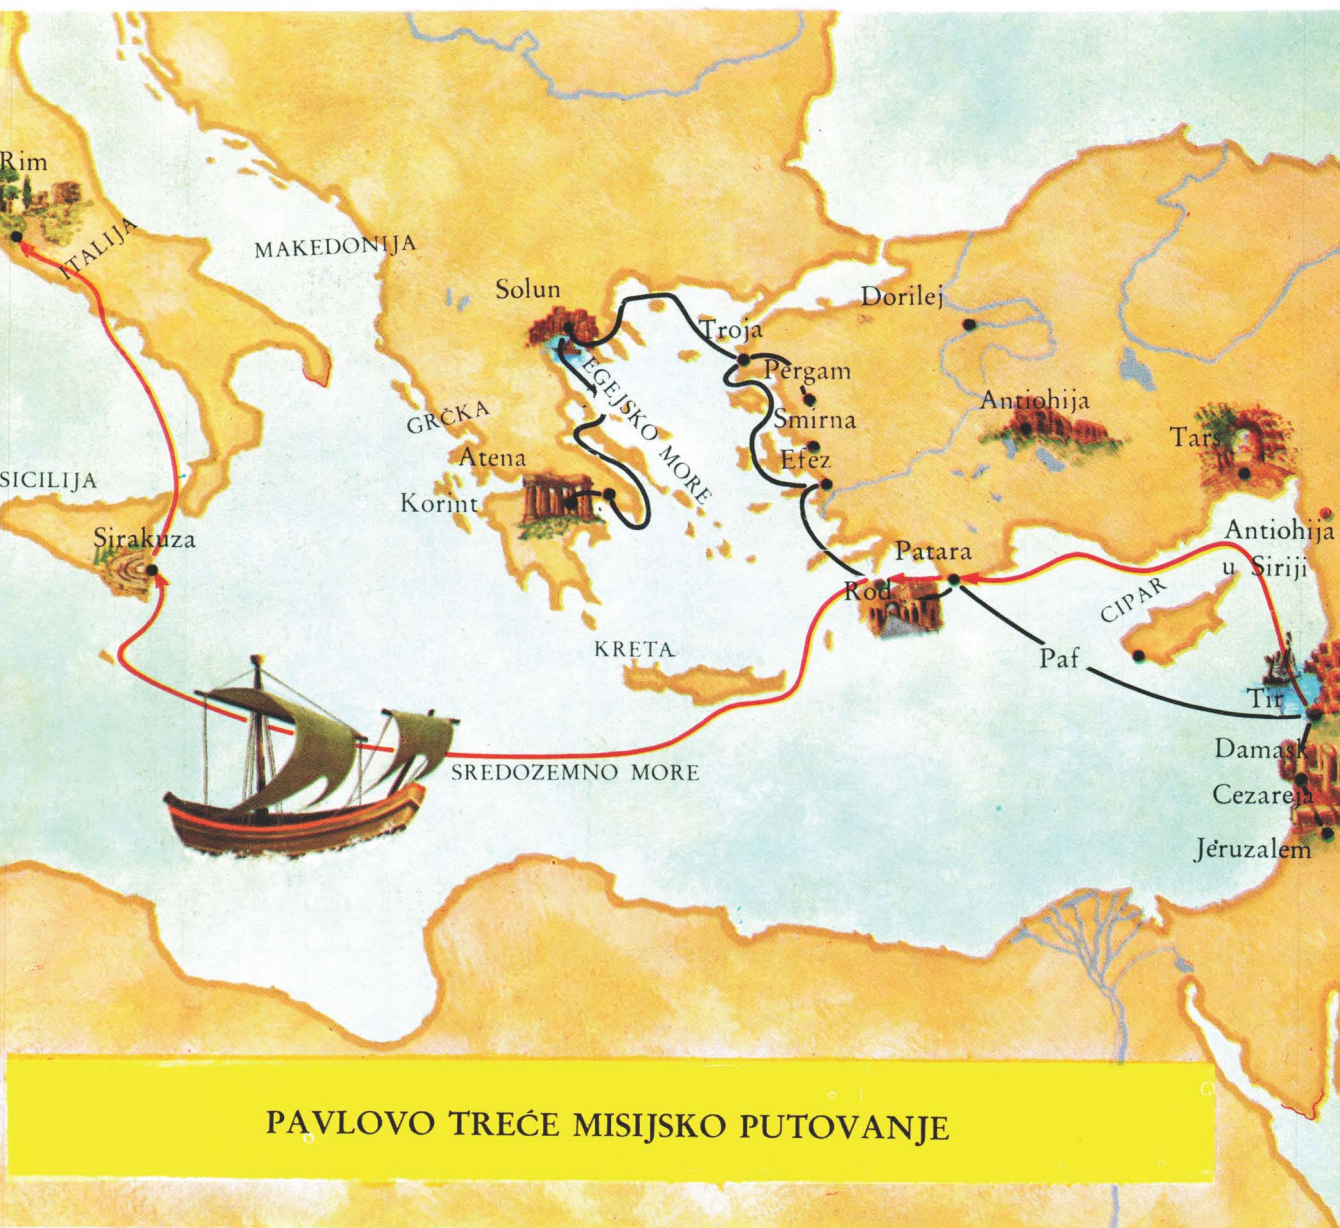 Rim
ITALIJA
MAKEDONIJA
Solun
Dorilej
Troja
Pergam
EGEJSKO MORE
Antiohija
GRČKA
Smirna
Tars
Atena
Efez
SICILIJA
Korint
Sirakuza
Antiohija
u Siriji
Patara
Rod
CIPAR
KRETA
Paf
Tir
Damask
SREDOZEMNO MORE
Cezareja
Jeruzalem
PAVLOVO TREĆE MISIJSKO PUTOVANJE